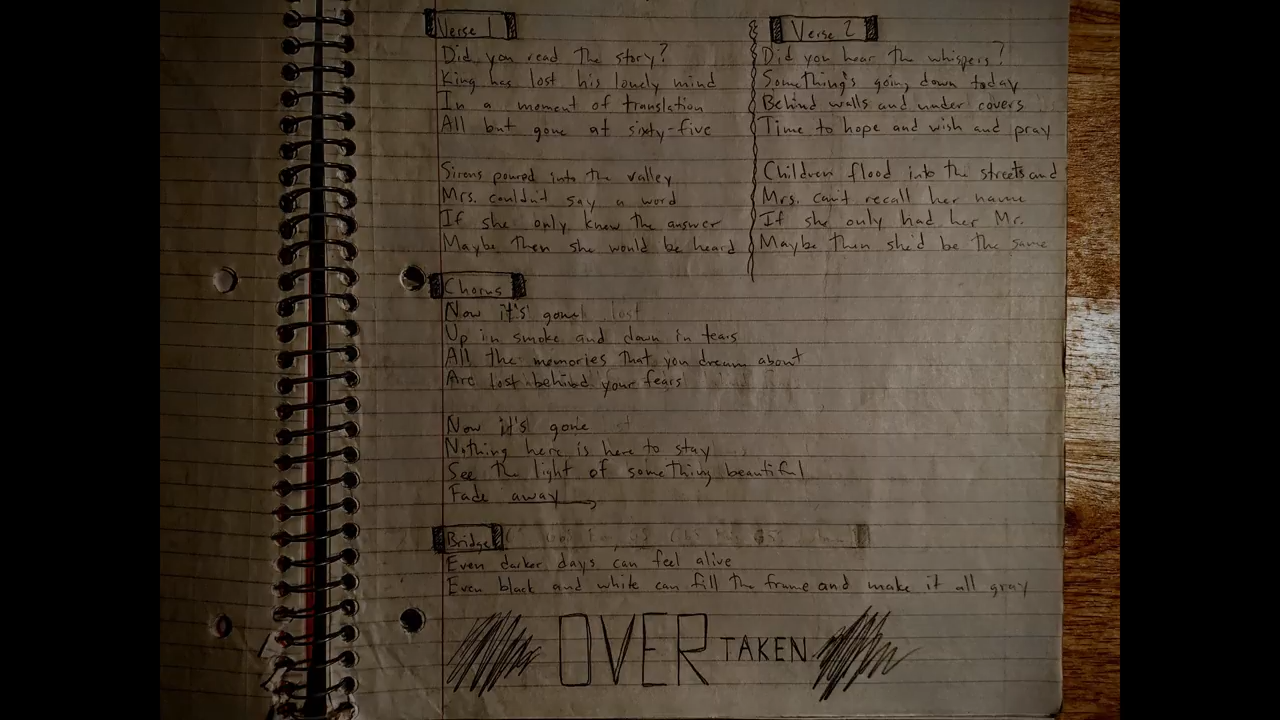 Verse 1
Did you read the story?
King has lost his lonely mind
In a moment of translation
All but gone at sixty-five
Sirens poured into the valley
Mrs. couldn't say a word
If she only knew the answer
Maybe then she would be heard
Verse 2
Did you hear the whispers?
Something's going down today
Behind walls and under covers
Time to hope and wish and pray
Children flood into the streets and
Mrs. can't recall her name
If she only had her Mr.
Maybe then she'd be the same
Chorus
Now it's gone lost
Up in smoke and down in tears
All the memories that you dream about
Are lost behind your fears
Now it's gone
Nothing here is here to stay
See the light of something beautiful
Fade away
Bridge
Even darker days can feel alive
Even black and white can fill the frame and make it all gray
OVER TAKEN